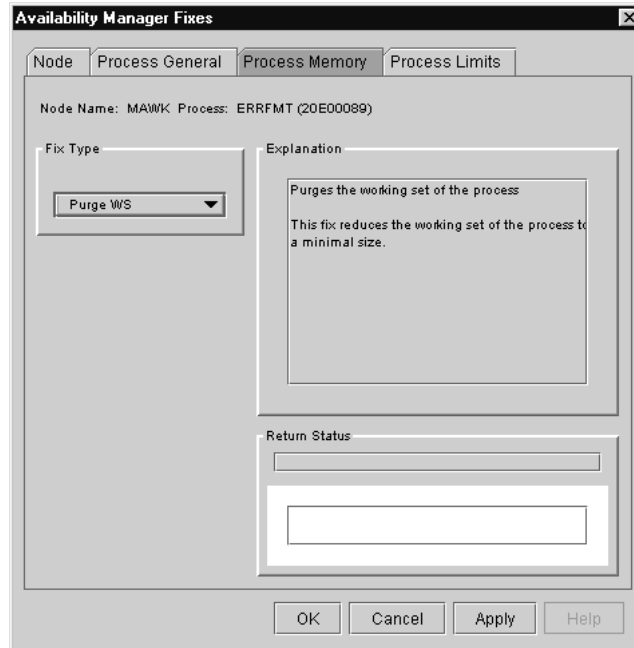 Availability Manager Fixes
Node
Process General
Process Memory
Process Limits
Node Name: MAWK Process: ERRFMT (20E00089)
Fix Type
Purge WS
Explanation
Purges the working set of the process
This fix reduces the working set of the process to
a minimal size.
Return Status
OK
Cancel
Apply
Help